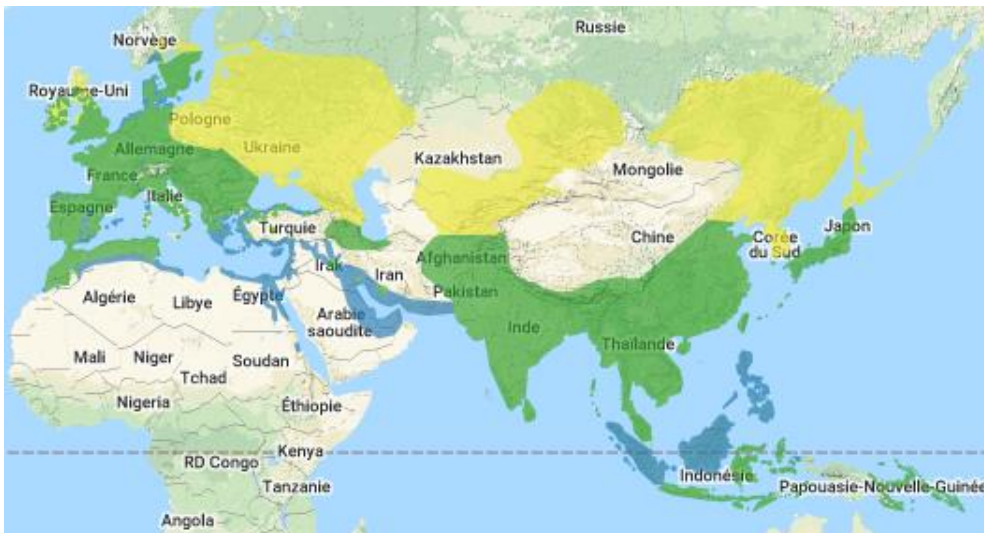 Russie
Norvège
Royaume-Uni
Pologne
Allemagne
Ukraine
Kazakhstan
Mongolie
France
Italie
Espagne
Turquie
Chine
Japon
Corée
du Sud
Afghanistan
Irak
Iran
Pakistan
Algérie
Libye
Égypte
Arabie
saoudite
Inde
Thaïlande
Mali
Niger
Soudan
Tchad
Nigeria
Éthiopie
RD Congo
Kenya
Indonésie
Papouasie-Nouvelle-Guinée
Tanzanie
Angola